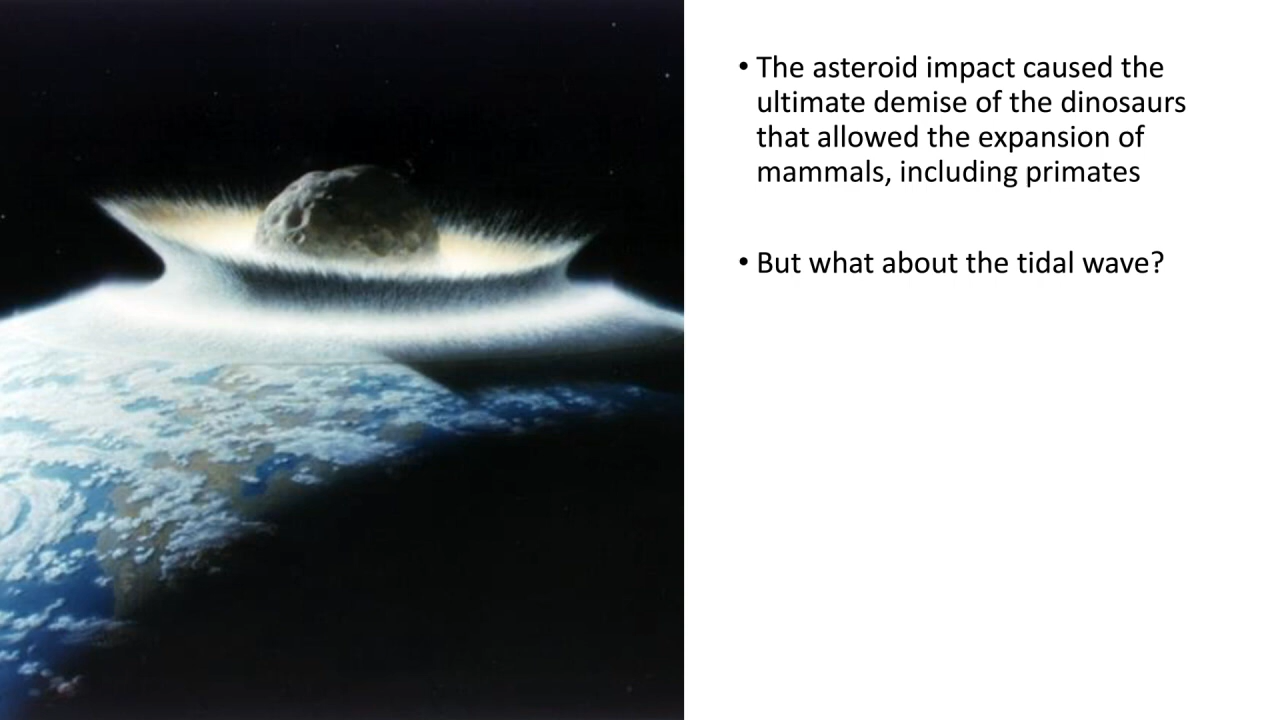 • The asteroid impact caused the
ultimate demise of the dinosaurs
that allowed the expansion of
mammals, including primates
• But what about the tidal wave?